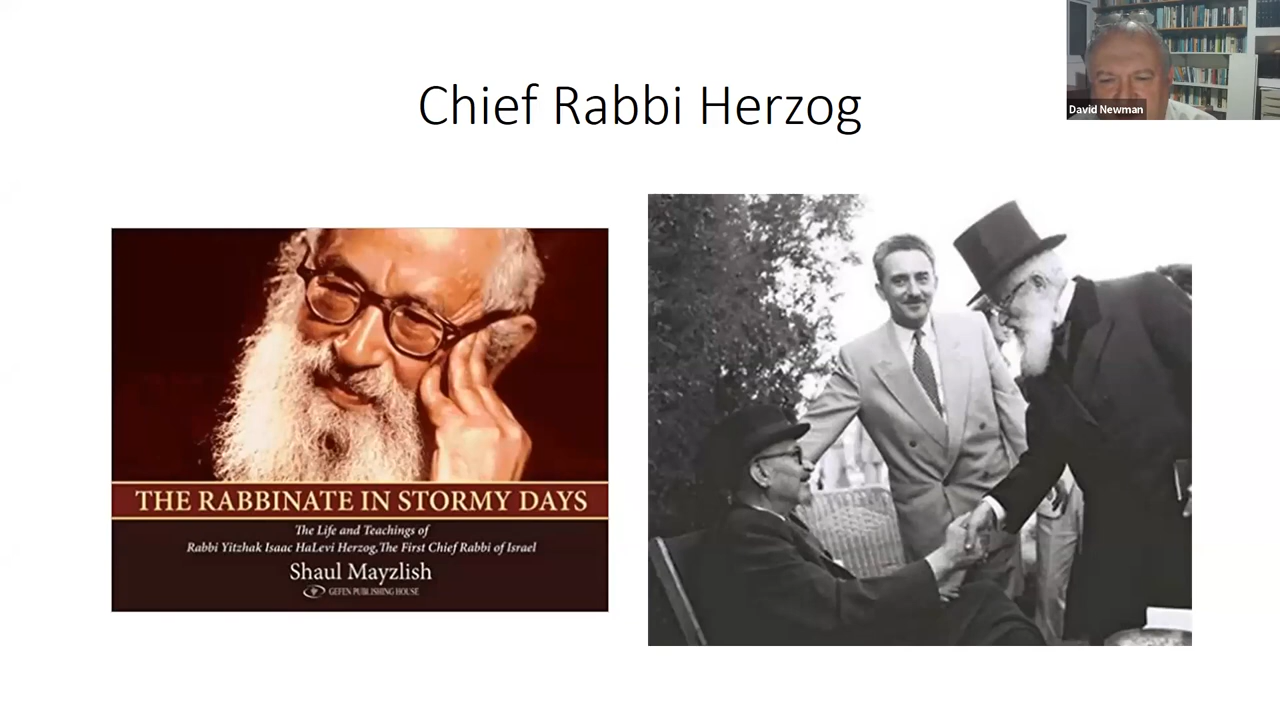 Chief Rabbi Herzog
David Newman
THE RABBINATE IN STORMY DAYS
The Life and Teachings of
Rabbi Yitzhak Isaac HaLevi Herzog,The First Chief Rabbi of Israel
Shaul Mayzlish
GEFEN PUBLISHING HOUSE